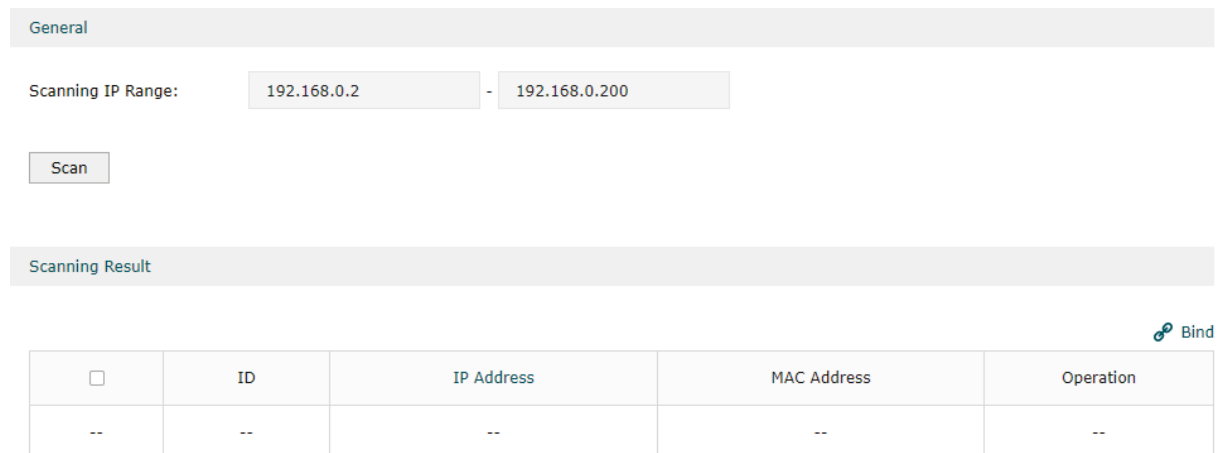 General
Scanning IP Range: 192.168.0.2 - 192.168.0.200
Scan
Scanning Result
Bind
ID IP Address MAC Address Operation
-- -- -- -- --